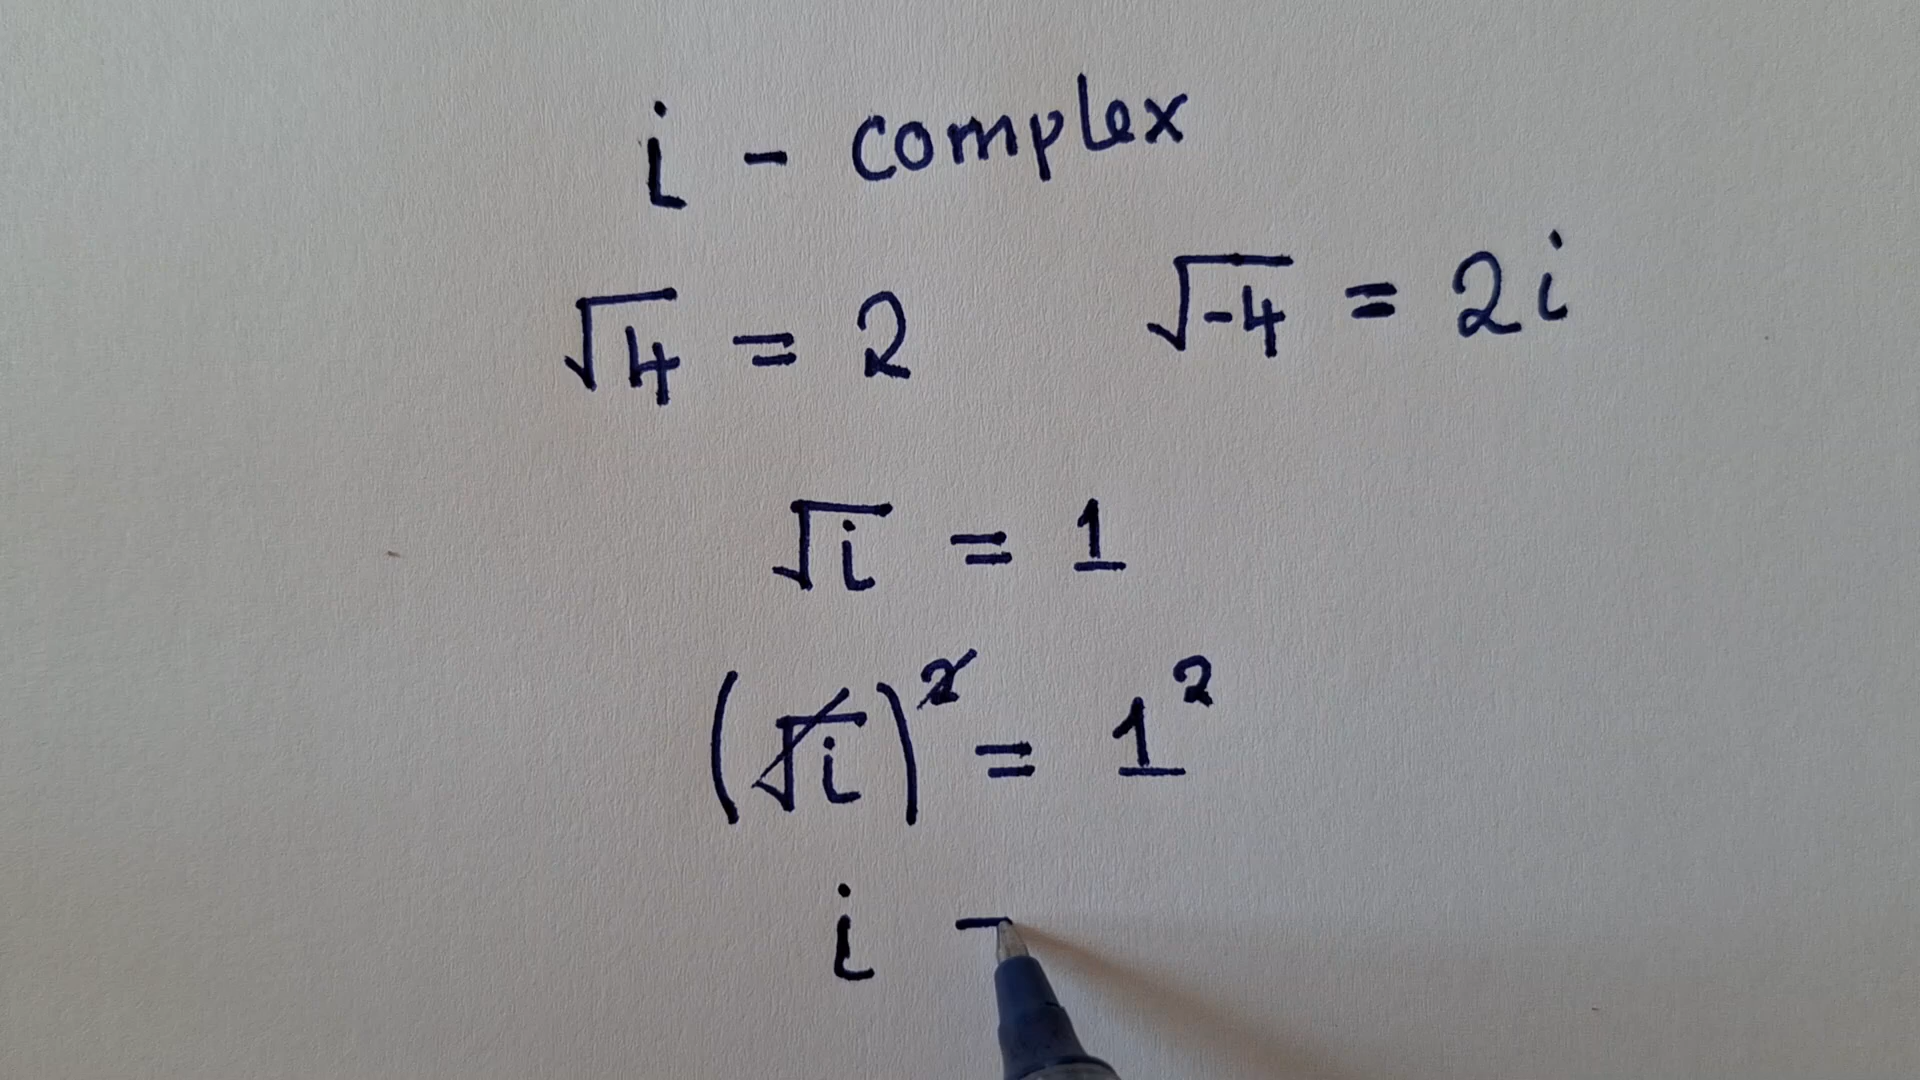 i - complex
√4 = 2 √-4 = 2i
√i = 1
(√i)² = 1²
i -